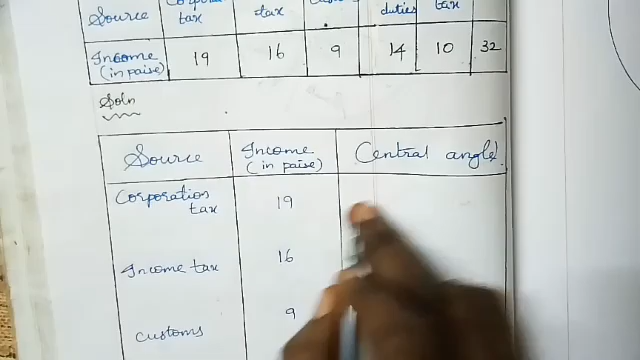 Source tax tax duties tax
Income (in paise) 19 16 9 14 10 32
Soln
Source Income (in paise) Central angle
Corporation tax 19
Income tax 16
Customs 9